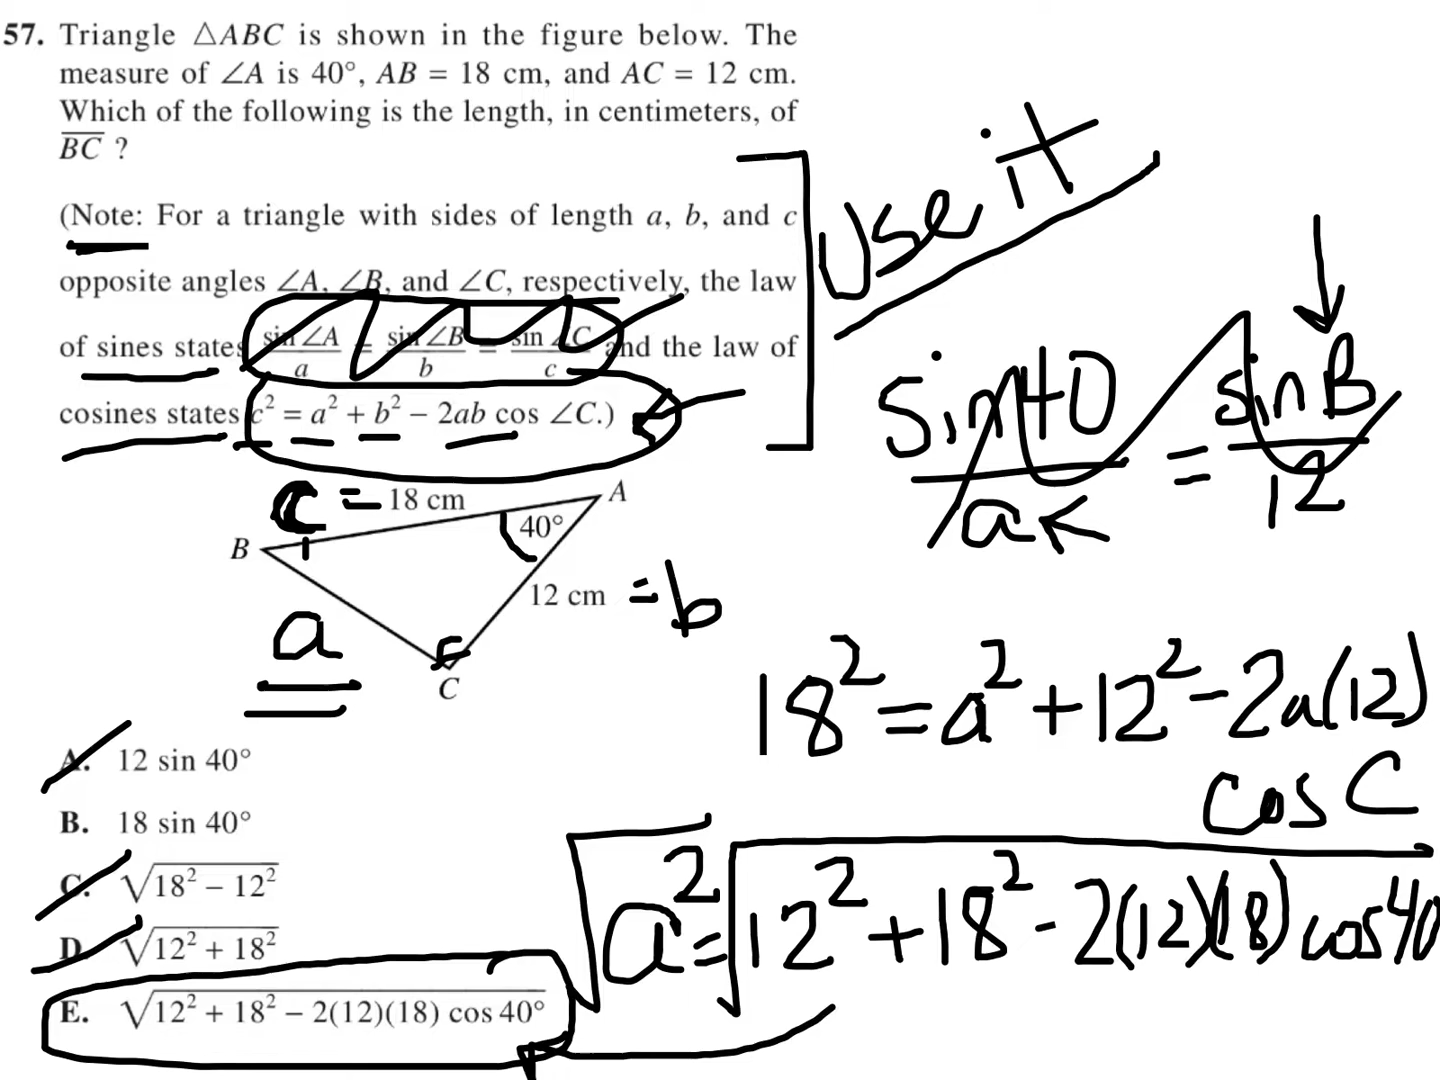 57. Triangle △ABC is shown in the figure below. The
measure of ∠A is 40°, AB = 18 cm, and AC = 12 cm.
Which of the following is the length, in centimeters, of
BC ?
(Note: For a triangle with sides of length a, b, and c
opposite angles ∠A, ∠B, and ∠C, respectively, the law
of sines states sin ∠A/a = sin ∠B/b = sin ∠C/c and the law of
cosines states c² = a² + b² − 2ab cos ∠C.)
use it
sin 40/a = sin B/12
c = 18 cm
A
40°
B
12 cm = b
a
C
18² = a² + 12² − 2a(12)
cos C
√a² = √12² + 18² − 2(12)(18) cos 40
A. 12 sin 40°
B. 18 sin 40°
C. √18² − 12²
D. √12² + 18²
E. √12² + 18² − 2(12)(18) cos 40°